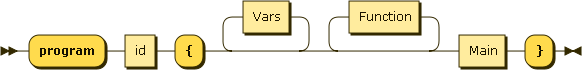 Vars Function
program id { Main }